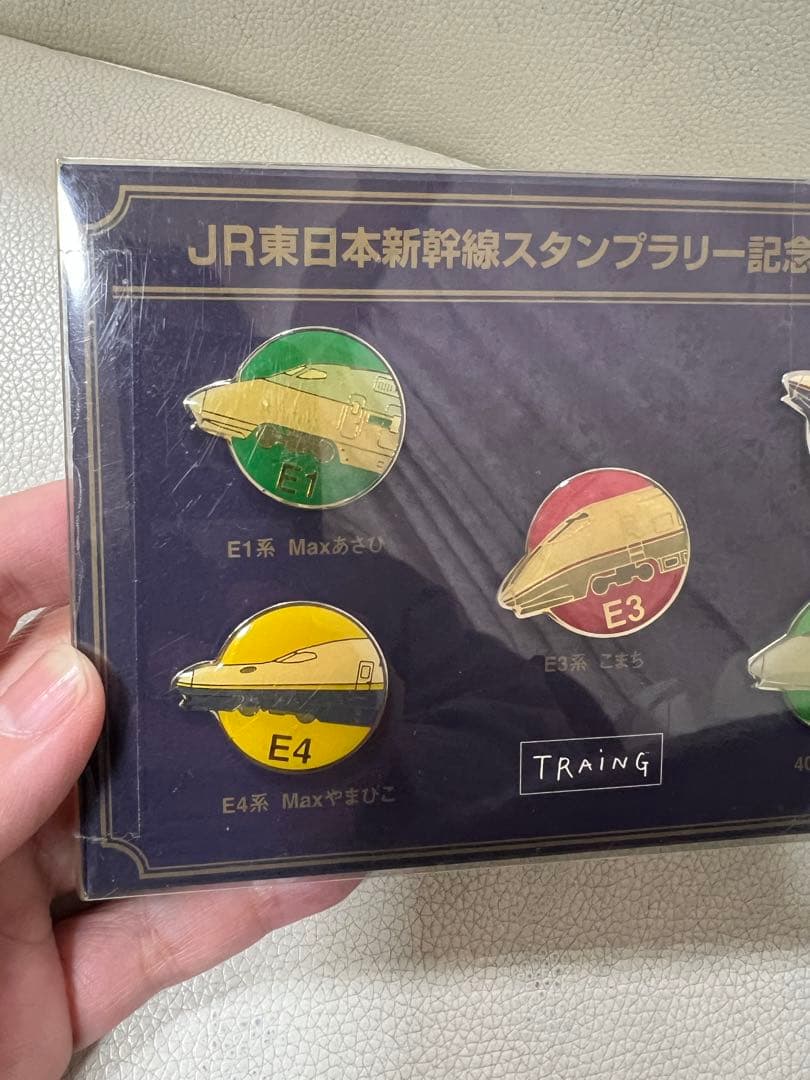 JR東日本新幹線スタンプラリー記念
E1
E1系 Maxあさひ
E3
E3系 こまち
E4
E4系 Maxやまびこ
TRAiNG
40